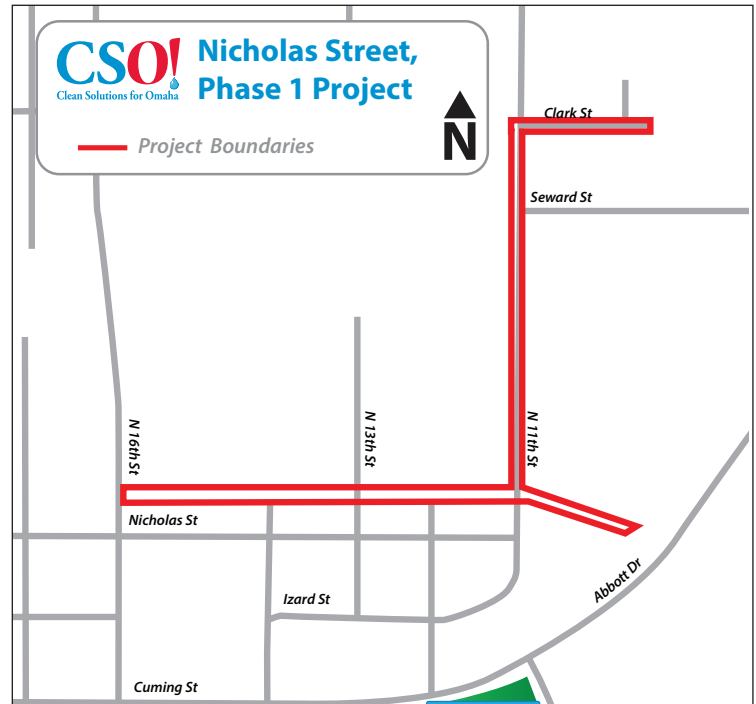 CSO!
Clean Solutions for Omaha
Nicholas Street,
Phase 1 Project
Project Boundaries
N
Clark St
Seward St
N 16th St
N 13th St
N 11th St
Nicholas St
Izard St
Abbott Dr
Cuming St